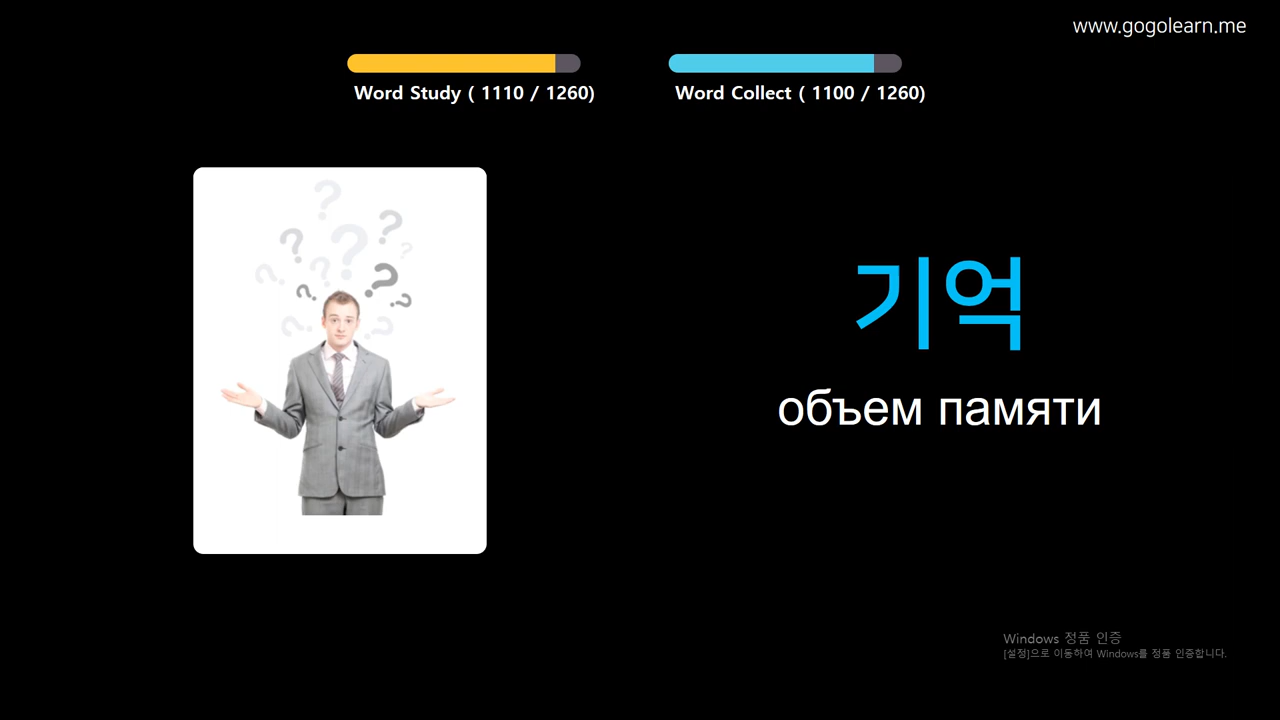 www.gogolearn.me
Word Study ( 1110 / 1260)
Word Collect ( 1100 / 1260)
기억
объем памяти
Windows 정품 인증
[설정]으로 이동하여 Windows를 정품 인증합니다.